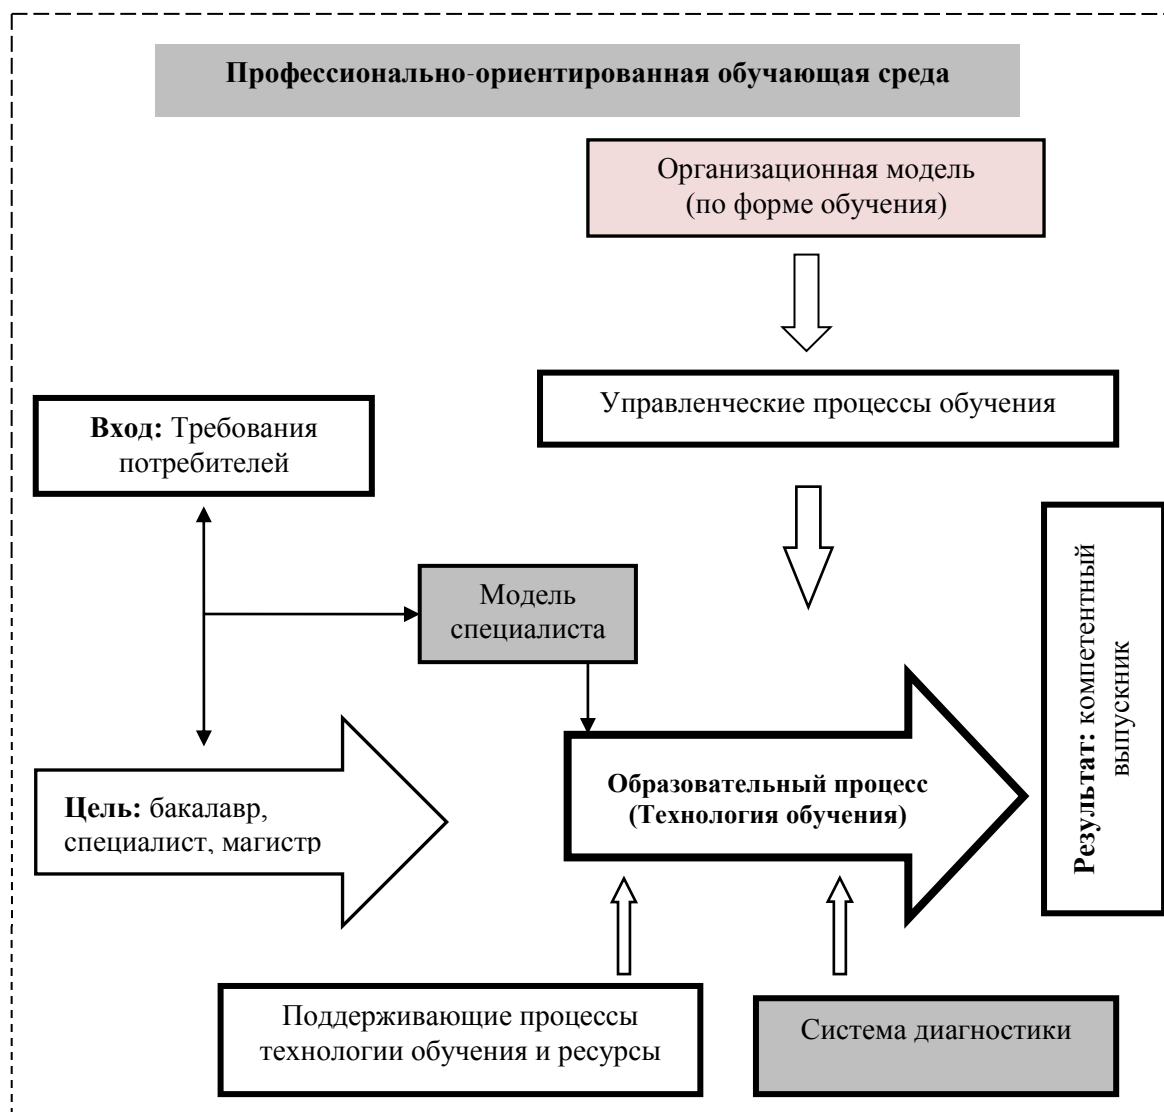 Профессионально-ориентированная обучающая среда
Организационная модель
(по форме обучения)
Управленческие процессы обучения
Вход: Требования
потребителей
Модель
специалиста
Цель: бакалавр,
специалист, магистр
Образовательный процесс
(Технология обучения)
Результат: компетентный
выпускник
Поддерживающие процессы
технологии обучения и ресурсы
Система диагностики